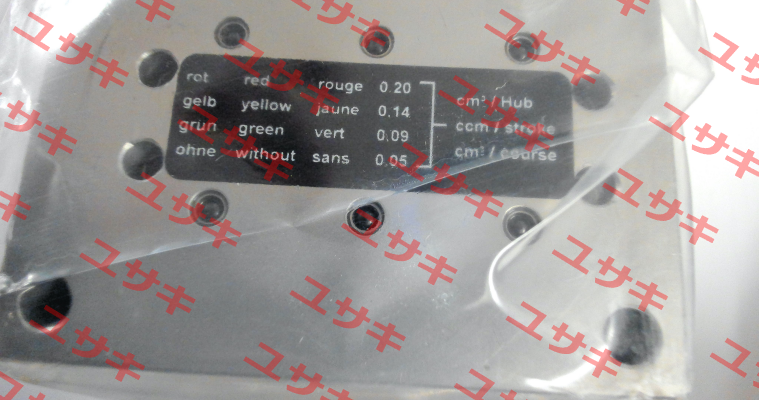 rot red rouge 0.20
gelb yellow jaune 0.14
grün green vert 0.09
ohne without sans 0.05
cm³ / Hub
ccm / stroke
cm³ / course
ユサキ